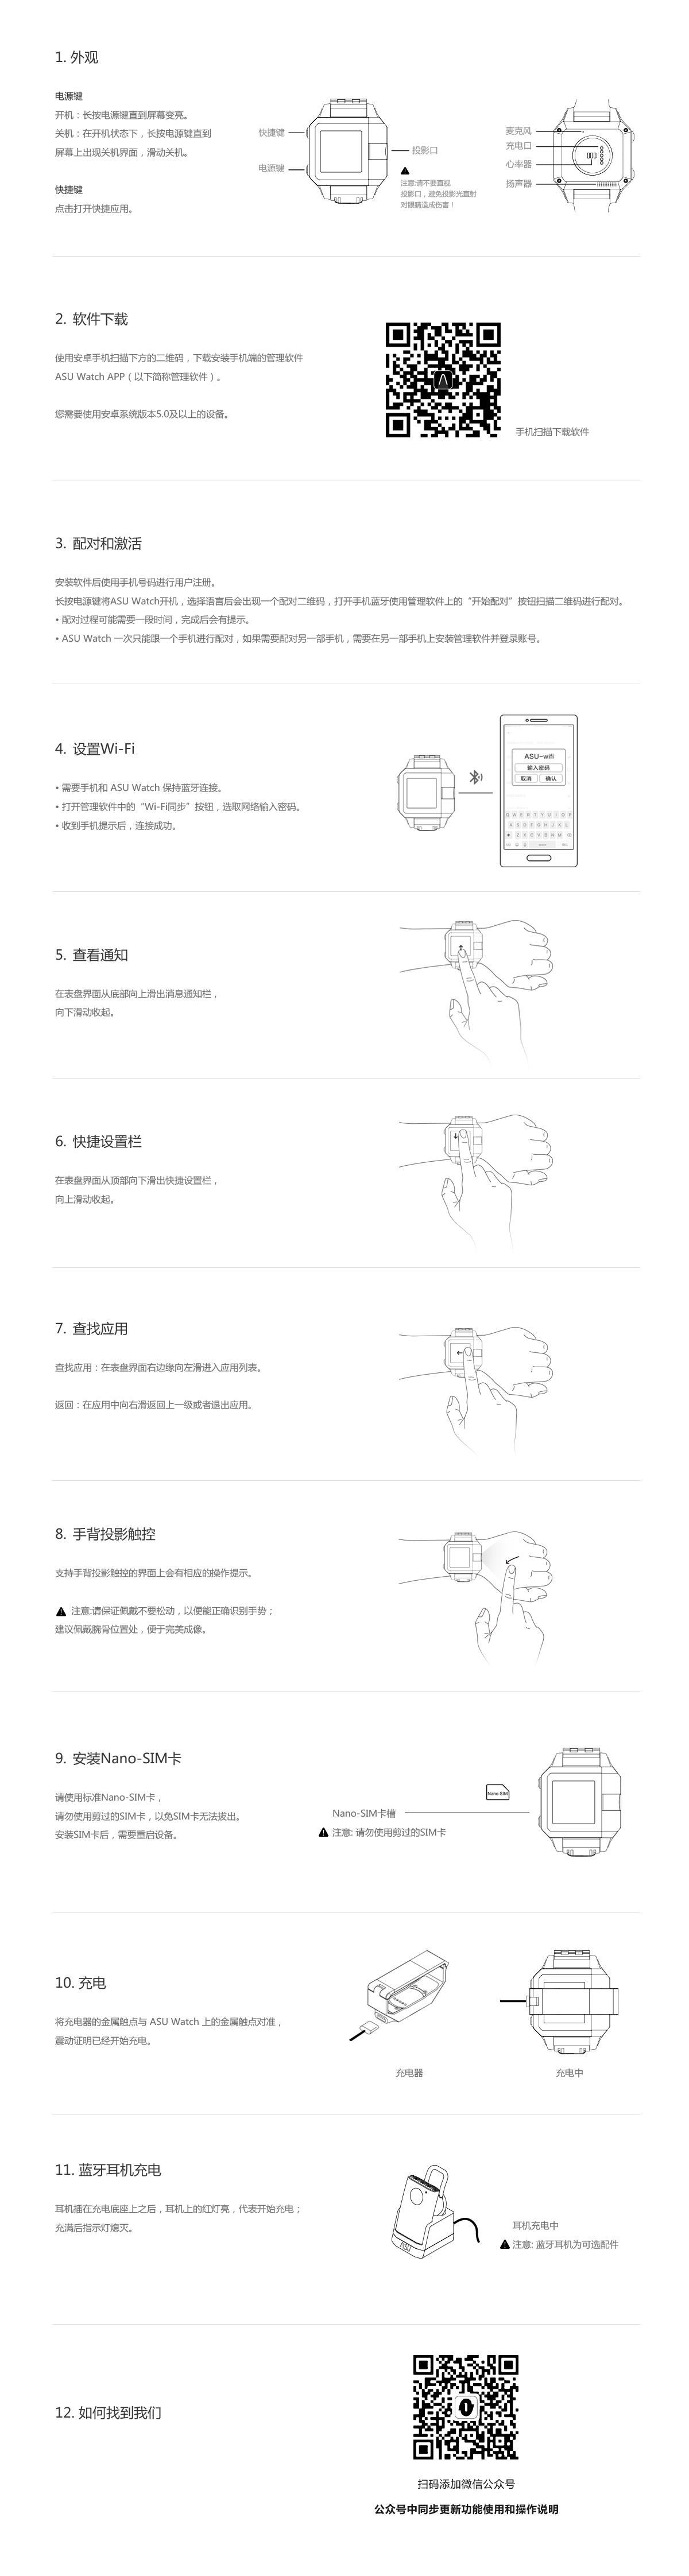 1. 外观
电源键
开机：长按电源键直到屏幕变亮。
关机：在开机状态下，长按电源键直到
屏幕上出现关机界面，滑动关机。
快捷键
点击打开快捷应用。
快捷键
电源键
投影口
注意:请不要直视
投影口，避免投影光直射
对眼睛造成伤害！
麦克风
充电口
心率器
扬声器
2. 软件下载
使用安卓手机扫描下方的二维码，下载安装手机端的管理软件
ASU Watch APP（以下简称管理软件）。
您需要使用安卓系统版本5.0及以上的设备。
手机扫描下载软件
3. 配对和激活
安装软件后使用手机号码进行用户注册。
长按电源键将ASU Watch开机，选择语言后会出现一个配对二维码，打开手机蓝牙使用管理软件上的“开始配对”按钮扫描二维码进行配对。
• 配对过程可能需要一段时间，完成后会有提示。
• ASU Watch 一次只能跟一个手机进行配对，如果需要配对另一部手机，需要在另一部手机上安装管理软件并登录账号。
4. 设置Wi-Fi
• 需要手机和 ASU Watch 保持蓝牙连接。
• 打开管理软件中的“Wi-Fi同步”按钮，选取网络输入密码。
• 收到手机提示后，连接成功。
ASU-wifi
输入密码
取消 确认
Q W E R T Y U I O P
A S D F G H J K L
Z X C V B N M
5. 查看通知
在表盘界面从底部向上滑出消息通知栏，
向下滑动收起。
6. 快捷设置栏
在表盘界面从顶部向下滑出快捷设置栏，
向上滑动收起。
7. 查找应用
查找应用：在表盘界面右边缘向左滑进入应用列表。
返回：在应用中向右滑返回上一级或者退出应用。
8. 手背投影触控
支持手背投影触控的界面上会有相应的操作提示。
注意:请保证佩戴不要松动，以便能正确识别手势；
建议佩戴腕骨位置处，便于完美成像。
9. 安装Nano-SIM卡
请使用标准Nano-SIM卡，
请勿使用剪过的SIM卡，以免SIM卡无法拔出。
安装SIM卡后，需要重启设备。
Nano-SIM
Nano-SIM卡槽
注意: 请勿使用剪过的SIM卡
10. 充电
将充电器的金属触点与 ASU Watch 上的金属触点对准，
震动证明已经开始充电。
充电器
充电中
11. 蓝牙耳机充电
耳机插在充电底座上之后，耳机上的红灯亮，代表开始充电；
充满后指示灯熄灭。
ASU
耳机充电中
注意: 蓝牙耳机为可选配件
12. 如何找到我们
扫码添加微信公众号
公众号中同步更新功能使用和操作说明